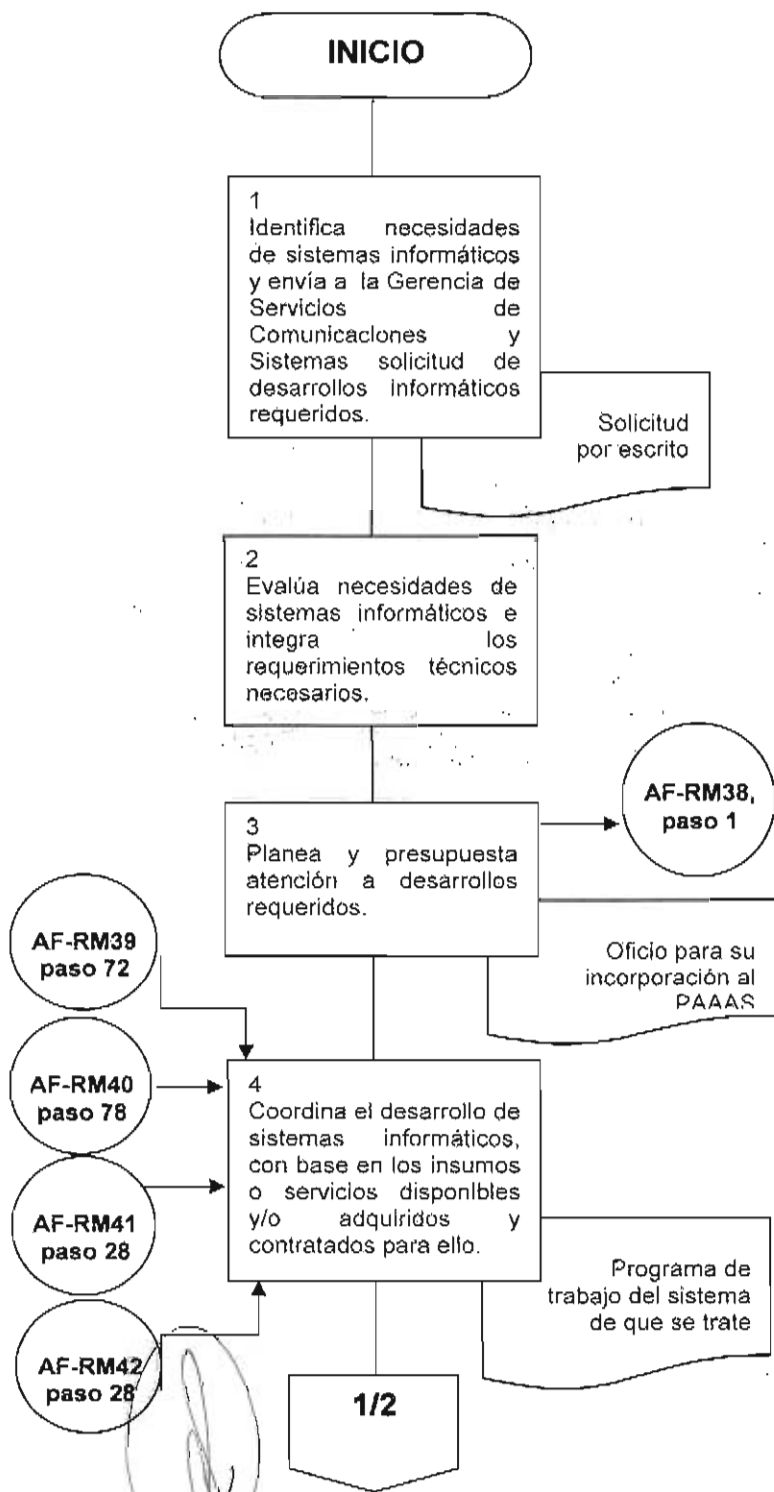 INICIO
1
Identifica necesidades
de sistemas informáticos
y envía a la Gerencia de
Servicios de
Comunicaciones y
Sistemas solicitud de
desarrollos informáticos
requeridos.
Solicitud
por escrito
2
Evalúa necesidades de
sistemas informáticos e
integra los
requerimientos técnicos
necesarios.
3
Planea y presupuesta
atención a desarrollos
requeridos.
AF-RM38,
paso 1
Oficio para su
incorporación al
PAAAS
AF-RM39
paso 72
AF-RM40
paso 78
AF-RM41
paso 28
AF-RM42
paso 28
4
Coordina el desarrollo de
sistemas informáticos,
con base en los insumos
o servicios disponibles
y/o adquiridos y
contratados para ello.
Programa de
trabajo del sistema
de que se trate
1/2